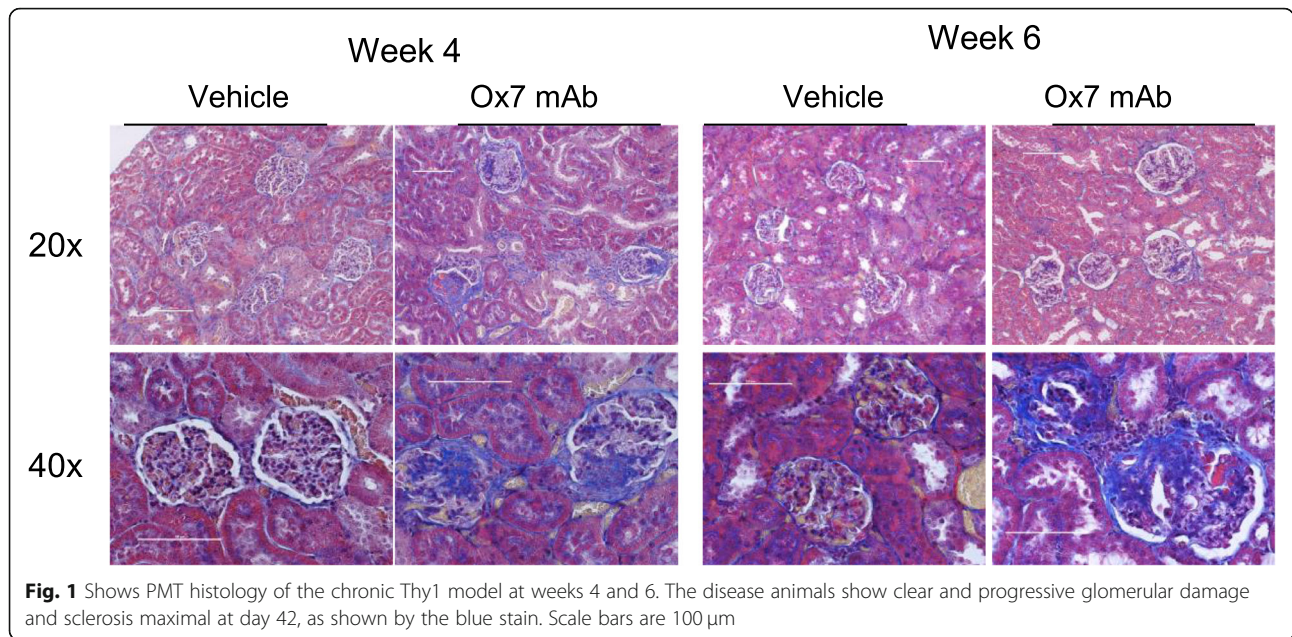 Week 4
Week 6
Vehicle
Ox7 mAb
Vehicle
Ox7 mAb
20x
40x
Fig. 1 Shows PMT histology of the chronic Thy1 model at weeks 4 and 6. The disease animals show clear and progressive glomerular damage
and sclerosis maximal at day 42, as shown by the blue stain. Scale bars are 100 μm